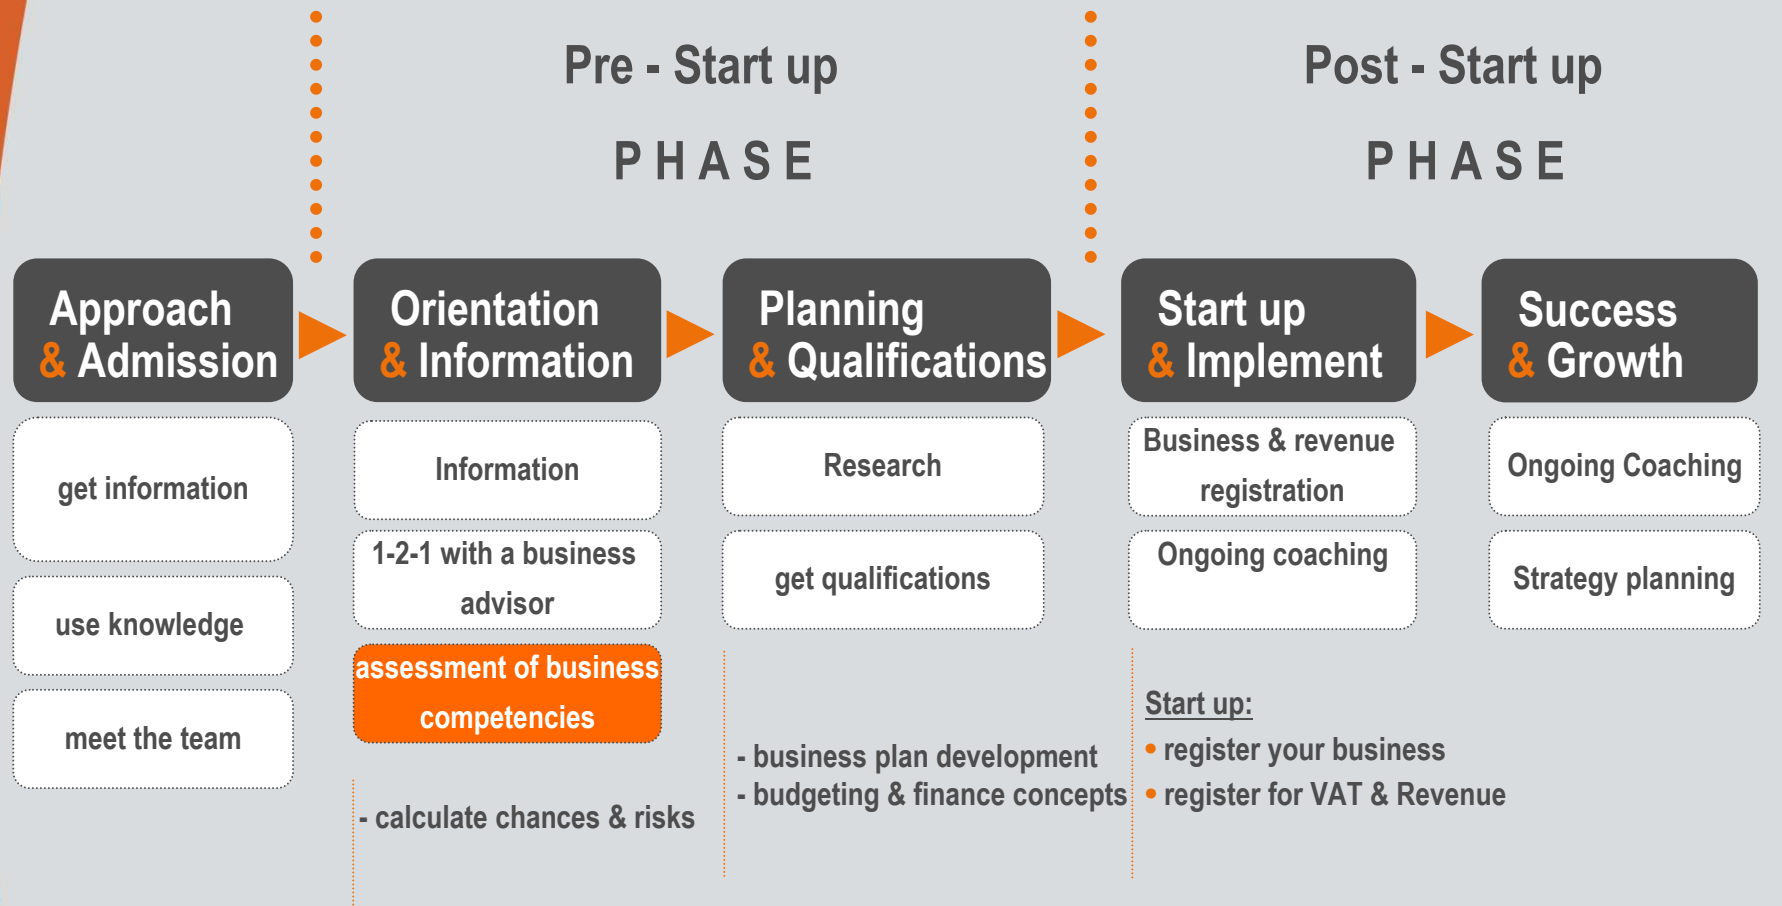 Pre - Start up
PHASE
Post - Start up
PHASE
Approach
& Admission
get information
use knowledge
meet the team
Orientation
& Information
Information
1-2-1 with a business
advisor
assessment of business
competencies
- calculate chances & risks
Planning
& Qualifications
Research
get qualifications
- business plan development
- budgeting & finance concepts
Start up
& Implement
Business & revenue
registration
Ongoing coaching
Start up:
• register your business
• register for VAT & Revenue
Success
& Growth
Ongoing Coaching
Strategy planning